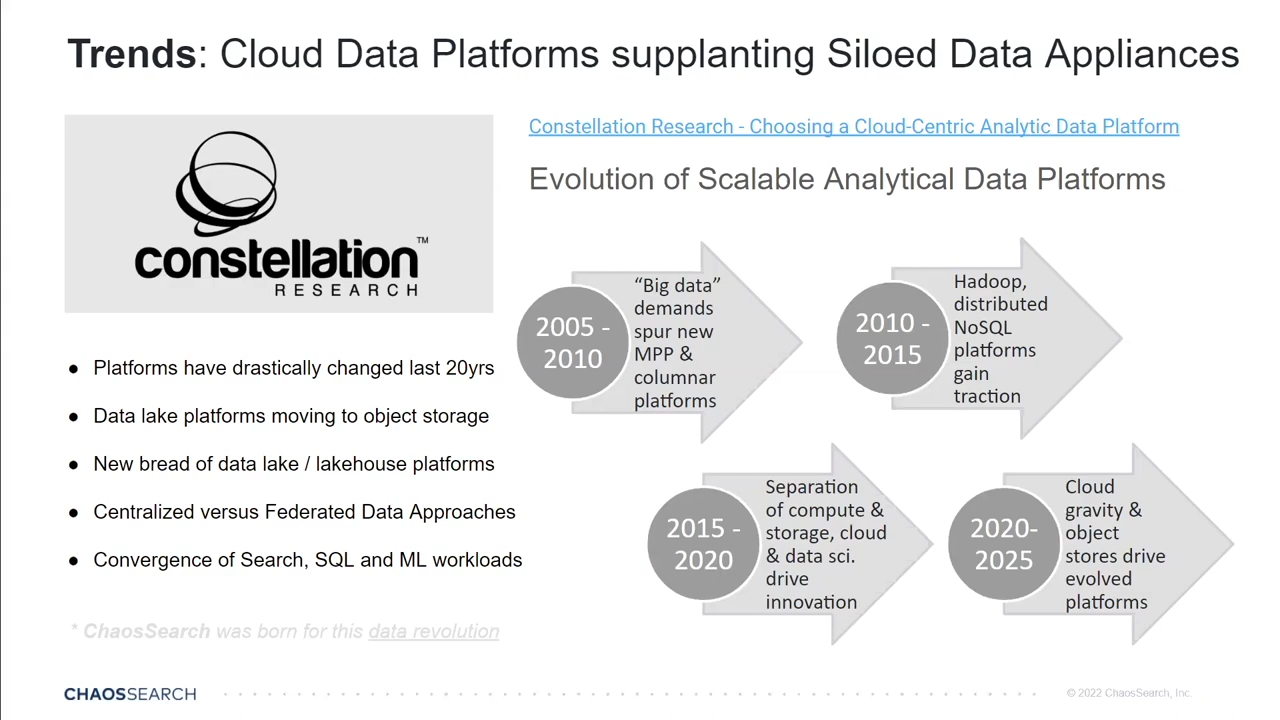 Trends: Cloud Data Platforms supplanting Siloed Data Appliances
constellation™
RESEARCH
● Platforms have drastically changed last 20yrs
● Data lake platforms moving to object storage
● New bread of data lake / lakehouse platforms
● Centralized versus Federated Data Approaches
● Convergence of Search, SQL and ML workloads
* ChaosSearch was born for this data revolution
Constellation Research - Choosing a Cloud-Centric Analytic Data Platform
Evolution of Scalable Analytical Data Platforms
2005 -
2010
“Big data”
demands
spur new
MPP &
columnar
platforms
2010 -
2015
Hadoop,
distributed
NoSQL
platforms
gain
traction
2015 -
2020
Separation
of compute &
storage, cloud
& data sci.
drive
innovation
2020-
2025
Cloud
gravity &
object
stores drive
evolved
platforms
CHAOSSEARCH
© 2022 ChaosSearch, Inc.